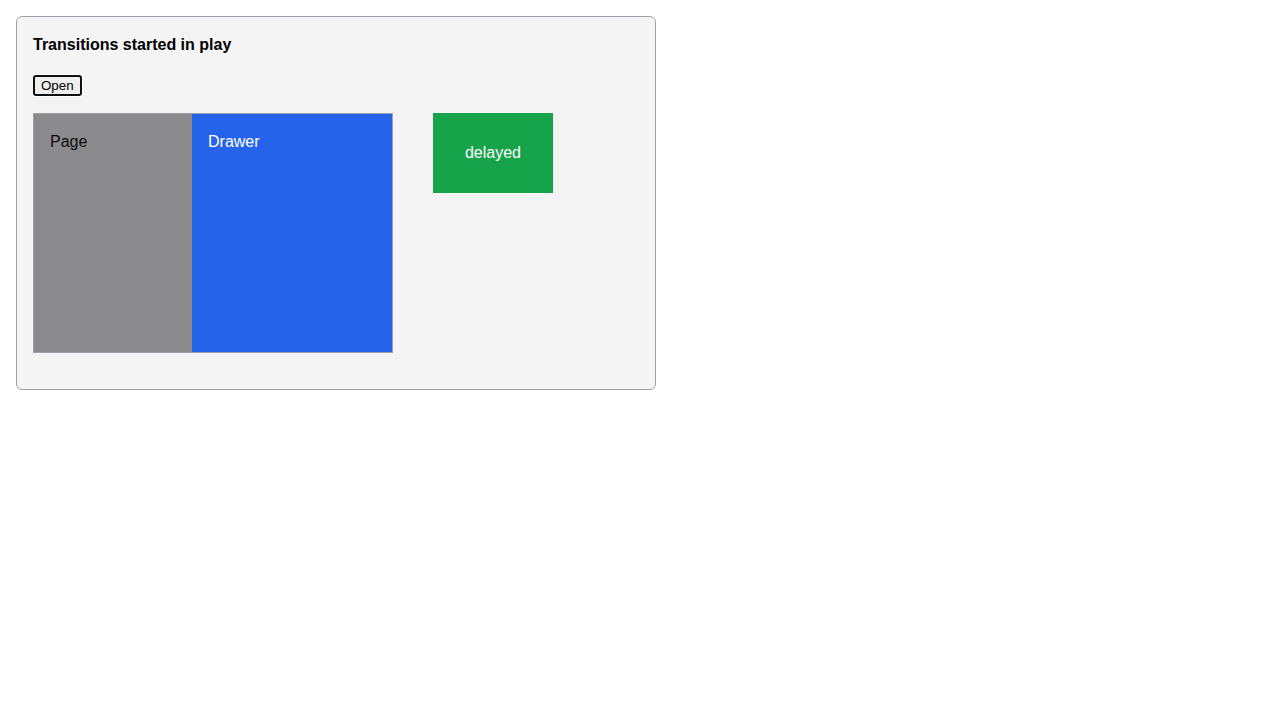 Transitions started in play
Open
Page
Drawer
delayed